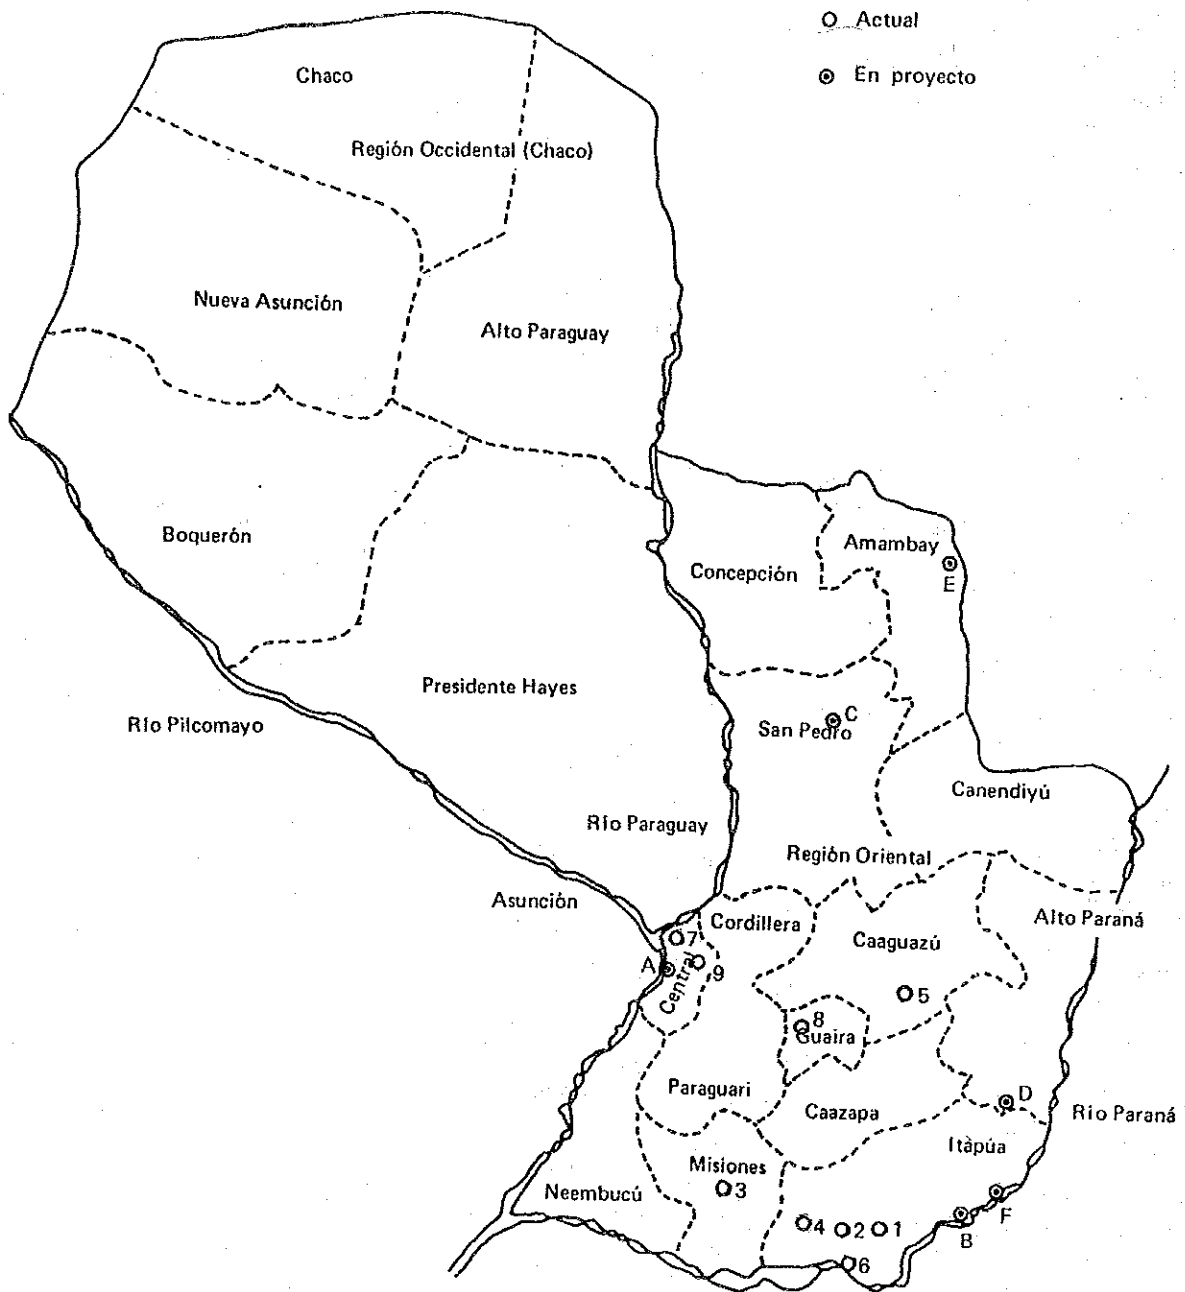 Actual
En proyecto
Chaco
Región Occidental (Chaco)
Nueva Asunción
Alto Paraguay
Boquerón
Amambay
E
Concepción
Presidente Hayes
Río Pilcomayo
C
San Pedro
Canendiyú
Río Paraguay
Región Oriental
Asunción
Cordillera
Alto Paraná
Caaguazú
7
A
Central
9
5
8
Guaira
Paraguari
Caazapa
D
Río Paraná
Itàpúa
Misiones
3
Neembucú
F
B
4
2
1
6